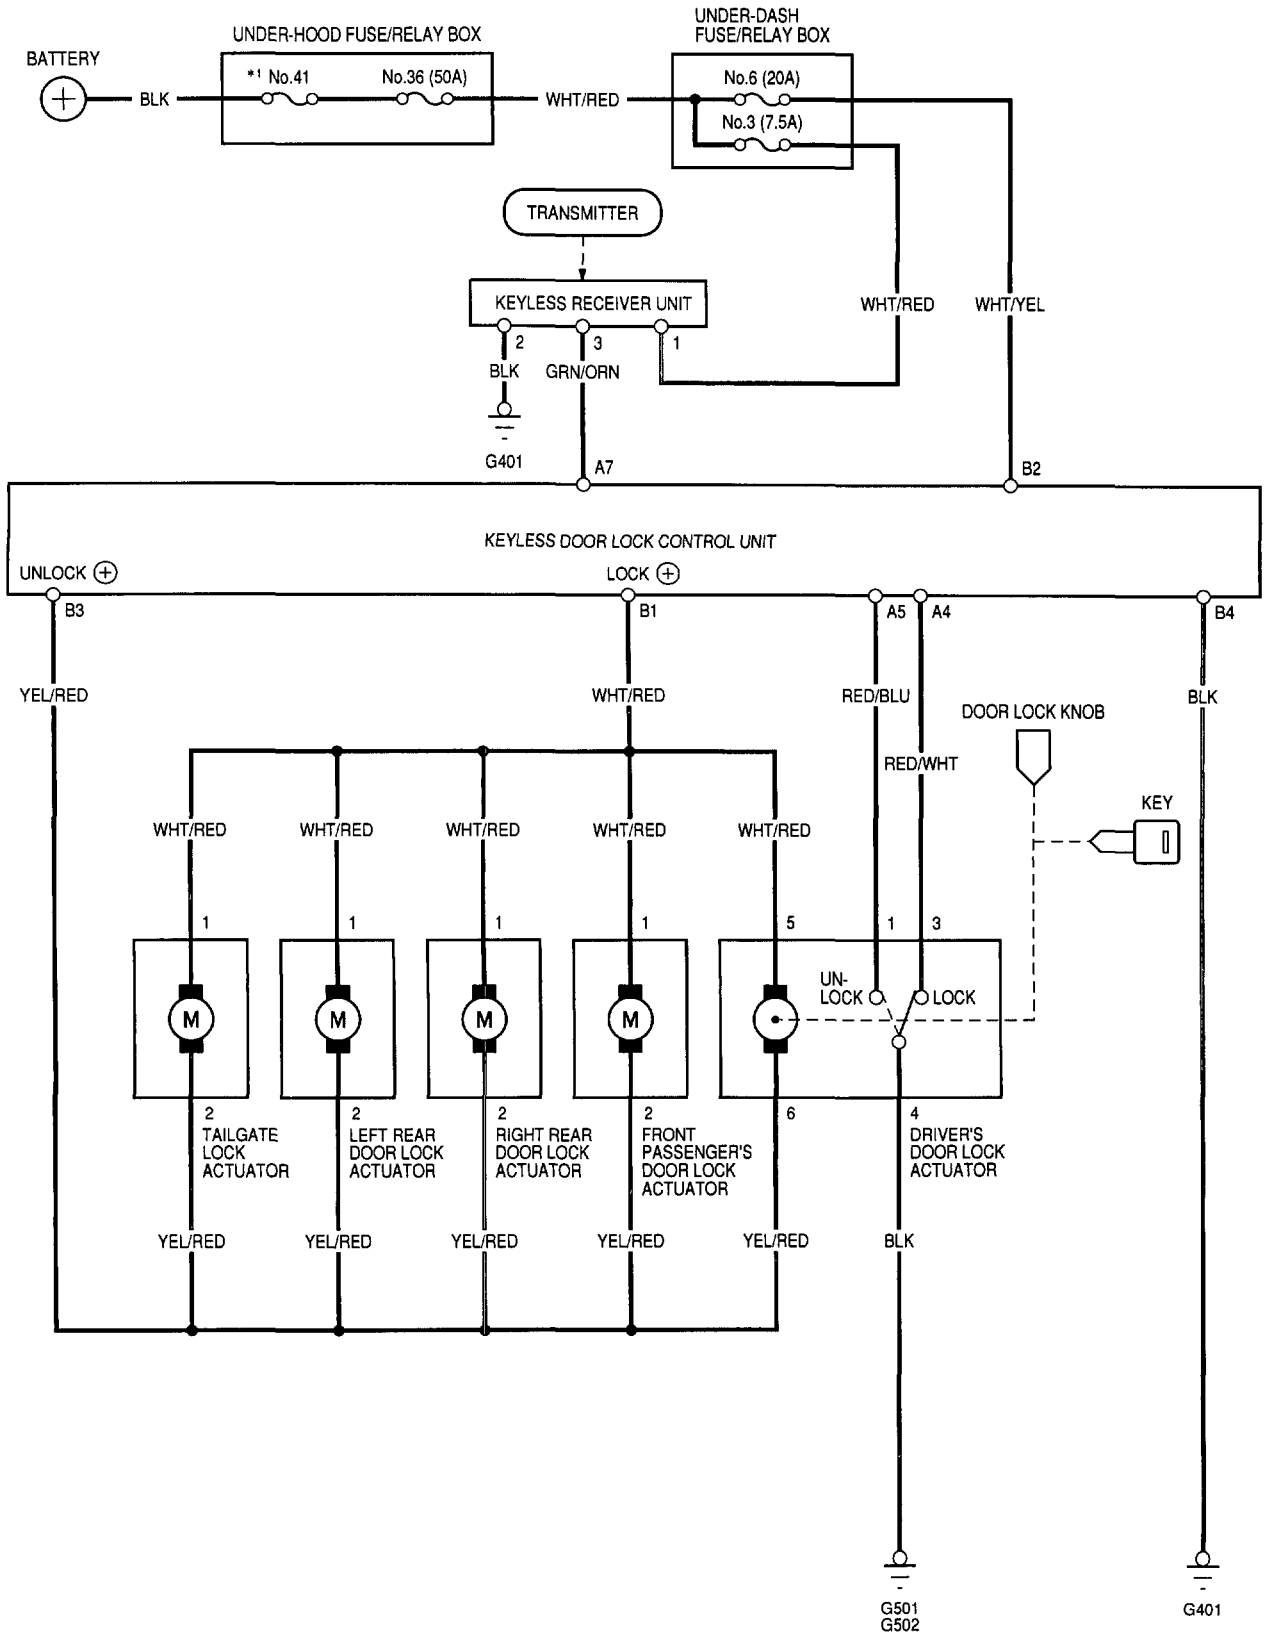 UNDER-DASH
FUSE/RELAY BOX
UNDER-HOOD FUSE/RELAY BOX
BATTERY
*1 No.41
No.36 (50A)
No.6 (20A)
+
BLK
WHT/RED
No.3 (7.5A)
TRANSMITTER
KEYLESS RECEIVER UNIT
WHT/RED
WHT/YEL
2
3
1
BLK
GRN/ORN
G401
A7
B2
KEYLESS DOOR LOCK CONTROL UNIT
UNLOCK +
LOCK +
B3
B1
A5
A4
B4
YEL/RED
WHT/RED
RED/BLU
BLK
DOOR LOCK KNOB
RED/WHT
KEY
WHT/RED
WHT/RED
WHT/RED
WHT/RED
WHT/RED
1
1
1
1
5
1
3
UN-
LOCK
LOCK
M
M
M
M
2
2
2
2
6
4
TAILGATE
LOCK
ACTUATOR
LEFT REAR
DOOR LOCK
ACTUATOR
RIGHT REAR
DOOR LOCK
ACTUATOR
FRONT
PASSENGER'S
DOOR LOCK
ACTUATOR
DRIVER'S
DOOR LOCK
ACTUATOR
YEL/RED
YEL/RED
YEL/RED
YEL/RED
YEL/RED
BLK
G501
G502
G401